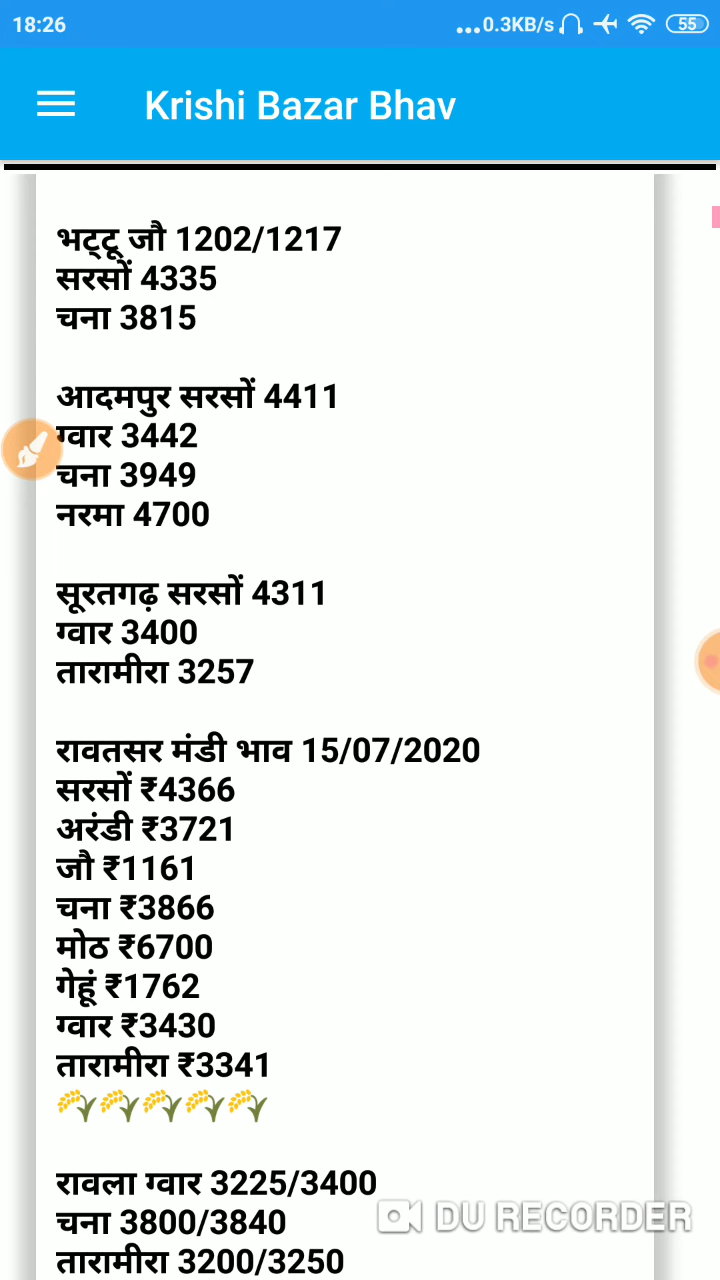 18:26
...0.3KB/s 55
Krishi Bazar Bhav
भट्टू जौ 1202/1217
सरसों 4335
चना 3815
आदमपुर सरसों 4411
ग्वार 3442
चना 3949
नरमा 4700
सूरतगढ़ सरसों 4311
ग्वार 3400
तारामीरा 3257
रावतसर मंडी भाव 15/07/2020
सरसों ₹4366
अरंडी ₹3721
जौ ₹1161
चना ₹3866
मोठ ₹6700
गेहूं ₹1762
ग्वार ₹3430
तारामीरा ₹3341
रावला ग्वार 3225/3400
चना 3800/3840
DU RECORDER
तारामीरा 3200/3250